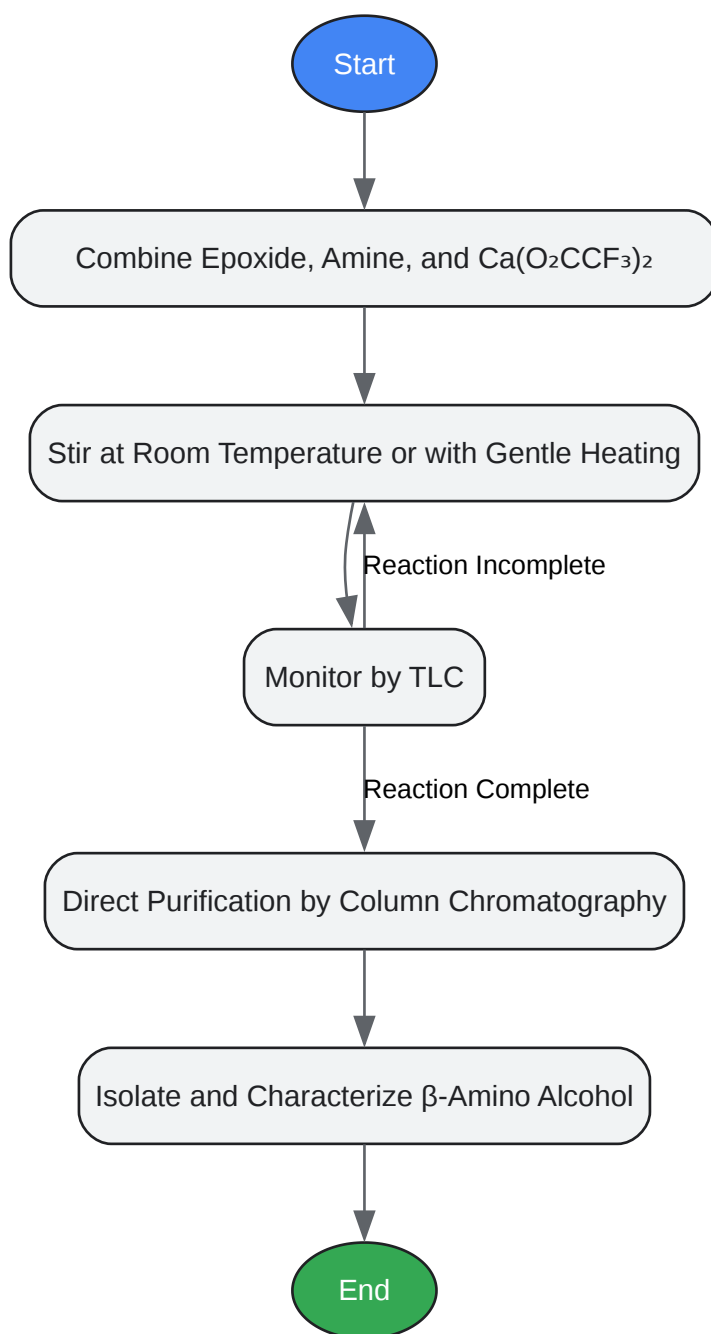 Start
Combine Epoxide, Amine, and Ca(O₂CCF₃)₂
Stir at Room Temperature or with Gentle Heating
Reaction Incomplete
Monitor by TLC
Reaction Complete
Direct Purification by Column Chromatography
Isolate and Characterize β-Amino Alcohol
End